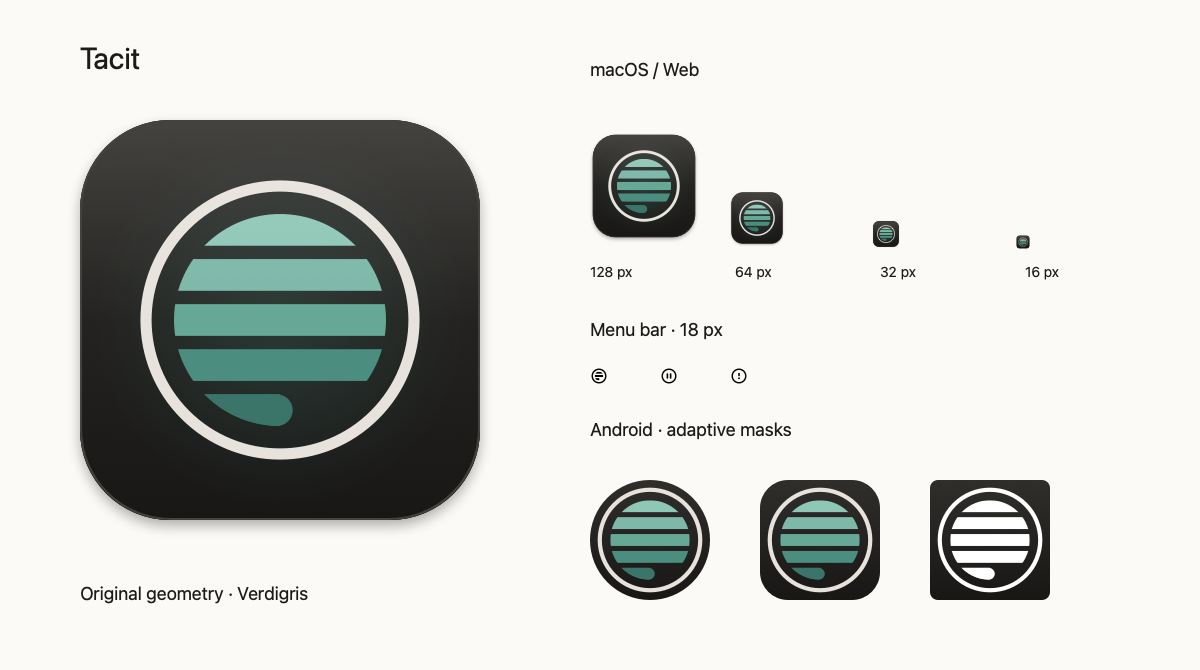 Tacit
macOS / Web
128 px
64 px
32 px
16 px
Menu bar · 18 px
Android · adaptive masks
Original geometry · Verdigris